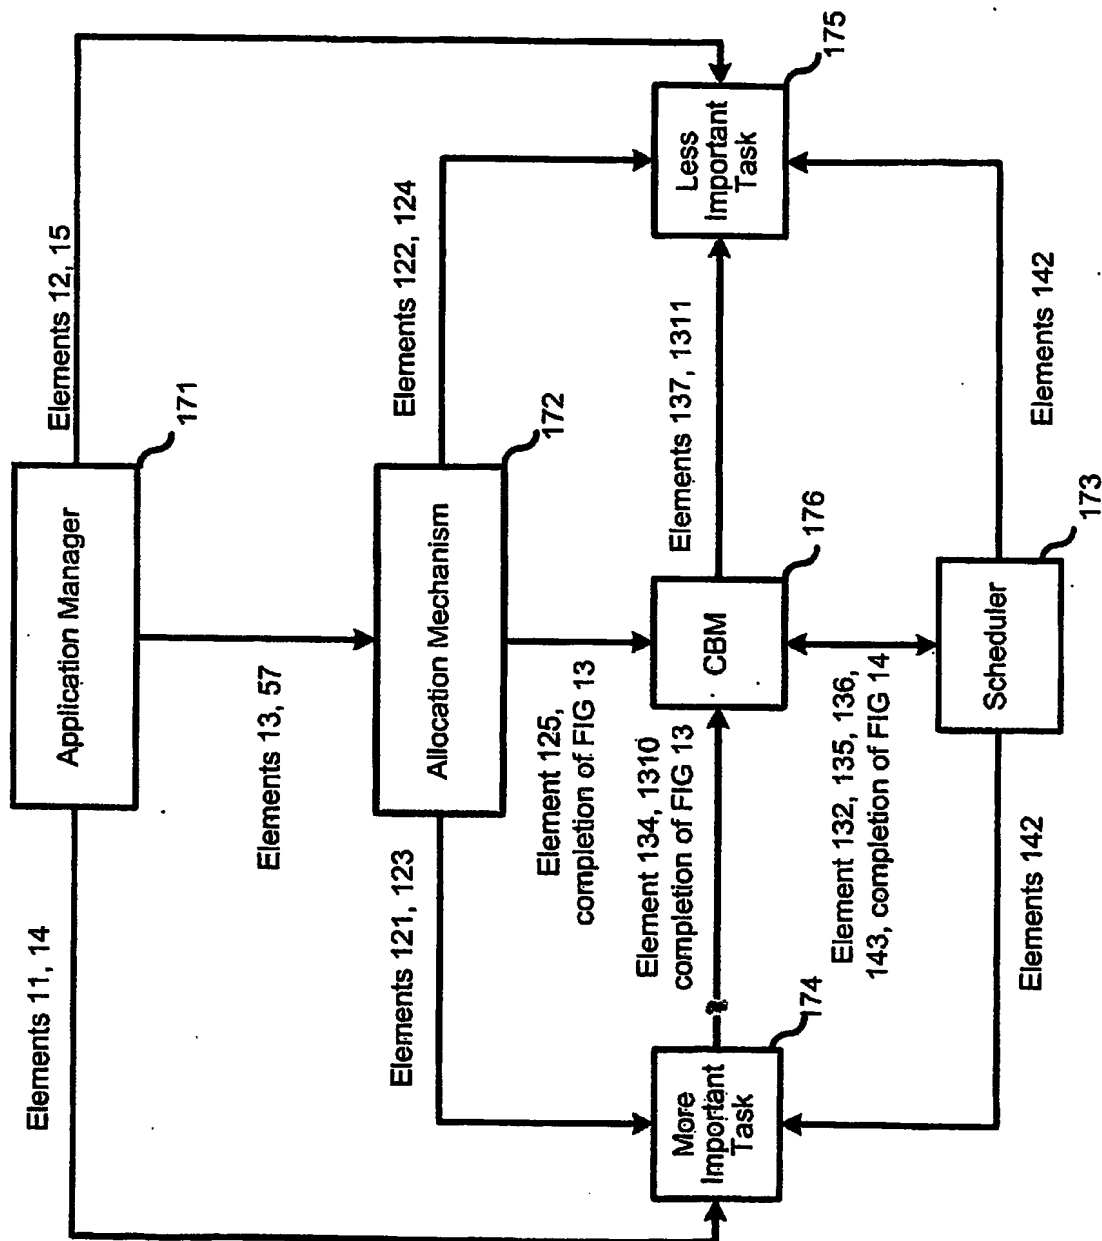 Elements 11, 14
Application Manager
Elements 12, 15
171
Elements 13, 57
Elements 121, 123
Allocation Mechanism
Elements 122, 124
172
Element 125,
completion of FIG 13
Element 134, 1310
completion of FIG 13
More
Important
Task
174
CBM
176
Elements 137, 1311
Less
Important
Task
175
Element 132, 135, 136,
143, completion of FIG 14
Elements 142
Scheduler
173
Elements 142